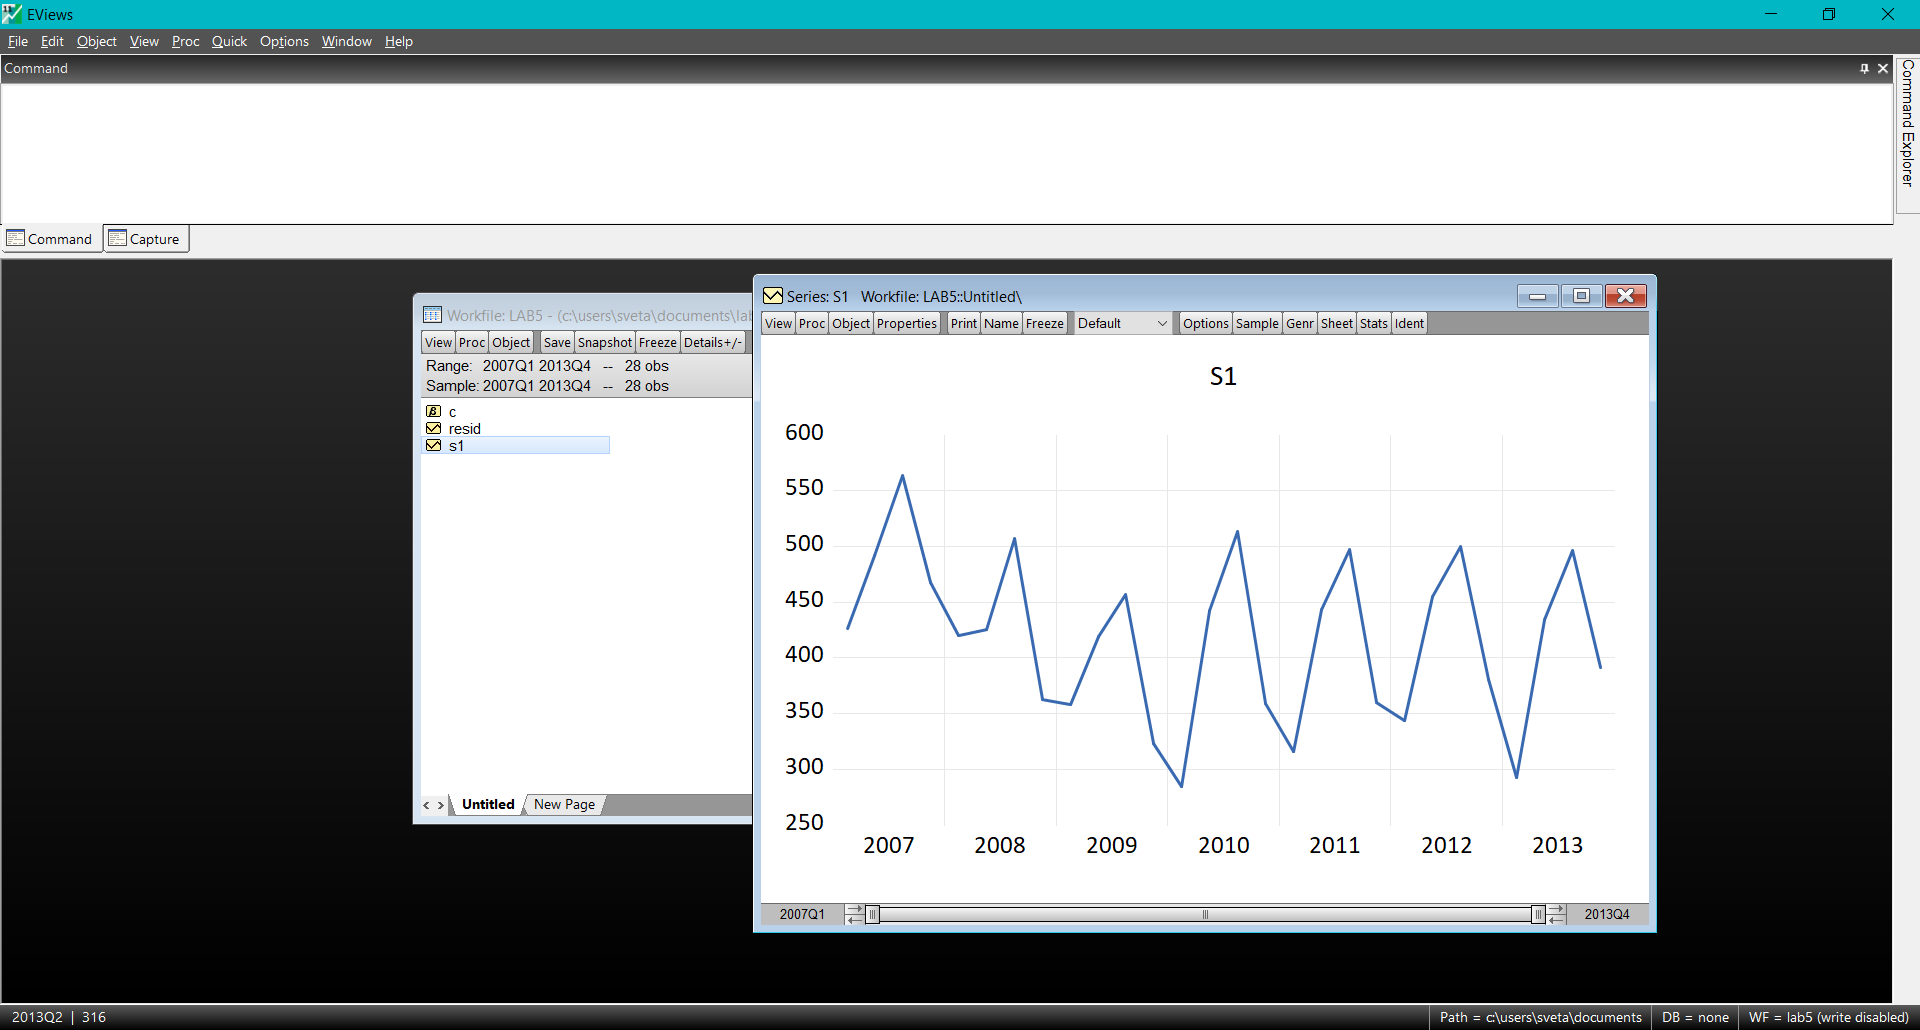 EViews
File Edit Object View Proc Quick Options Window Help
Command
Command Explorer
Command Capture
Workfile: LAB5 - (c:\users\sveta\documents\lab
View Proc Object Save Snapshot Freeze Details+/-
Range: 2007Q1 2013Q4 -- 28 obs
Sample: 2007Q1 2013Q4 -- 28 obs
c
resid
s1
Untitled New Page
Series: S1 Workfile: LAB5::Untitled\
View Proc Object Properties Print Name Freeze Default Options Sample Genr Sheet Stats Ident
S1
600
550
500
450
400
350
300
250
2007 2008 2009 2010 2011 2012 2013
2007Q1 2013Q4
2013Q2 | 316 Path = c:\users\sveta\documents DB = none WF = lab5 (write disabled)